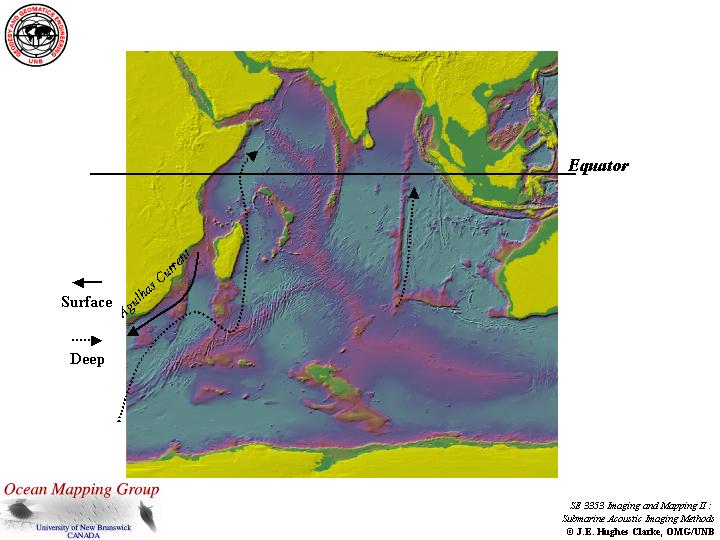 GEODESY AND GEOMATICS ENGINEERING
UNB
Equator
Agulhas Current
Surface
Deep
Ocean Mapping Group
University of New Brunswick
CANADA
SE 3353 Imaging and Mapping II :
Submarine Acoustic Imaging Methods
© J.E. Hughes Clarke, OMG/UNB